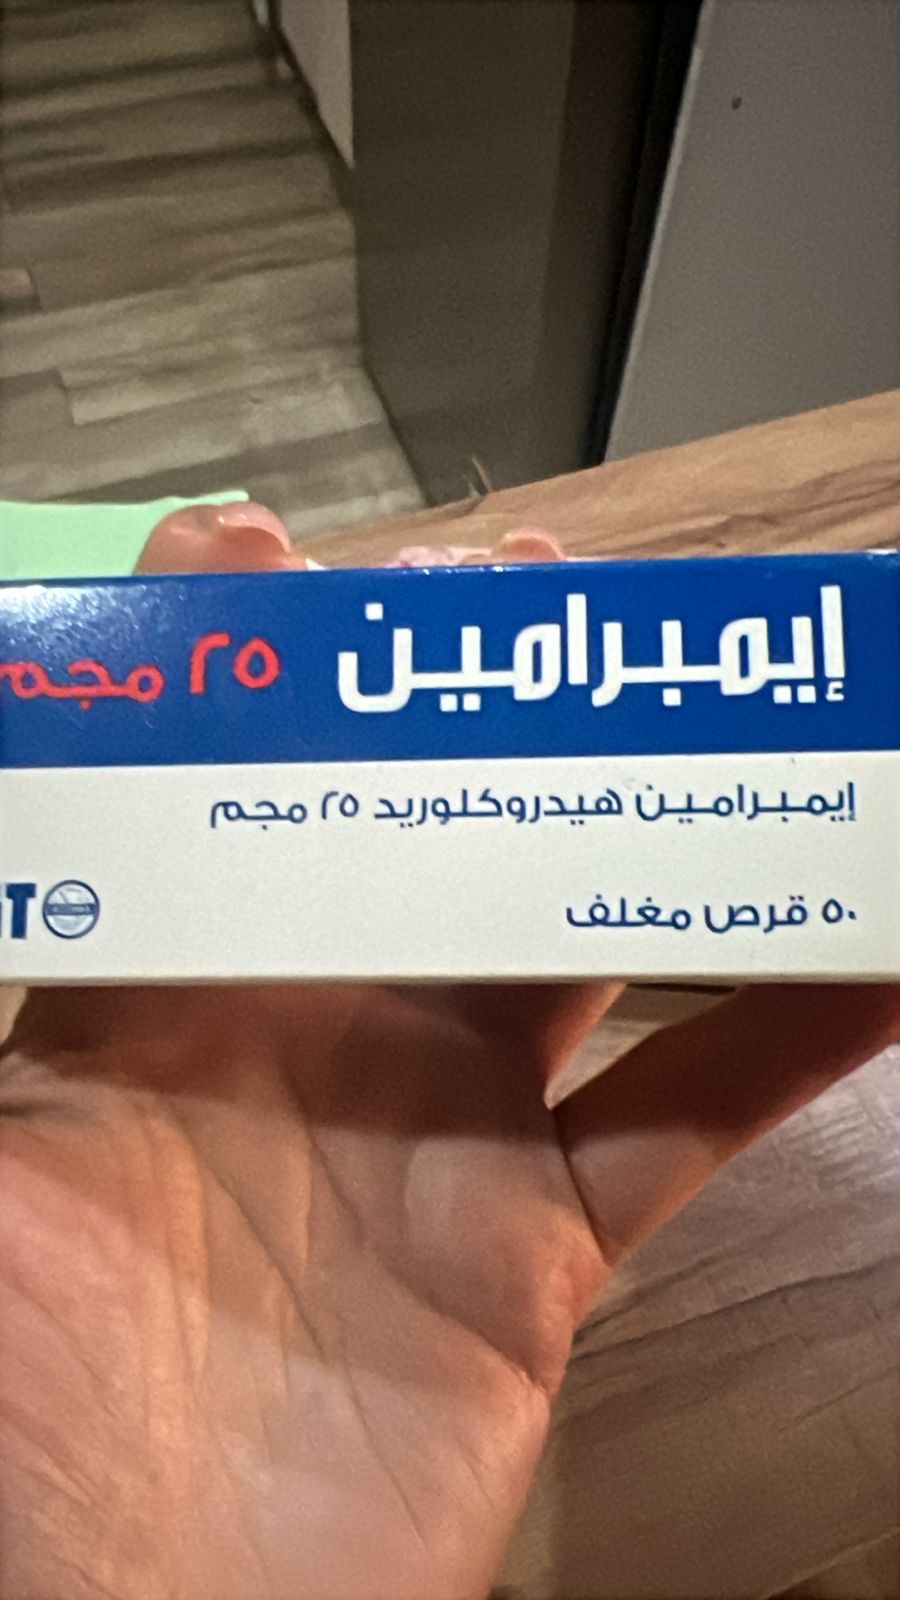 إيمبرامين ٢٥ مجم
إيمبرامين هيدروكلوريد ٢٥ مجم
٥٠ قرص مغلف